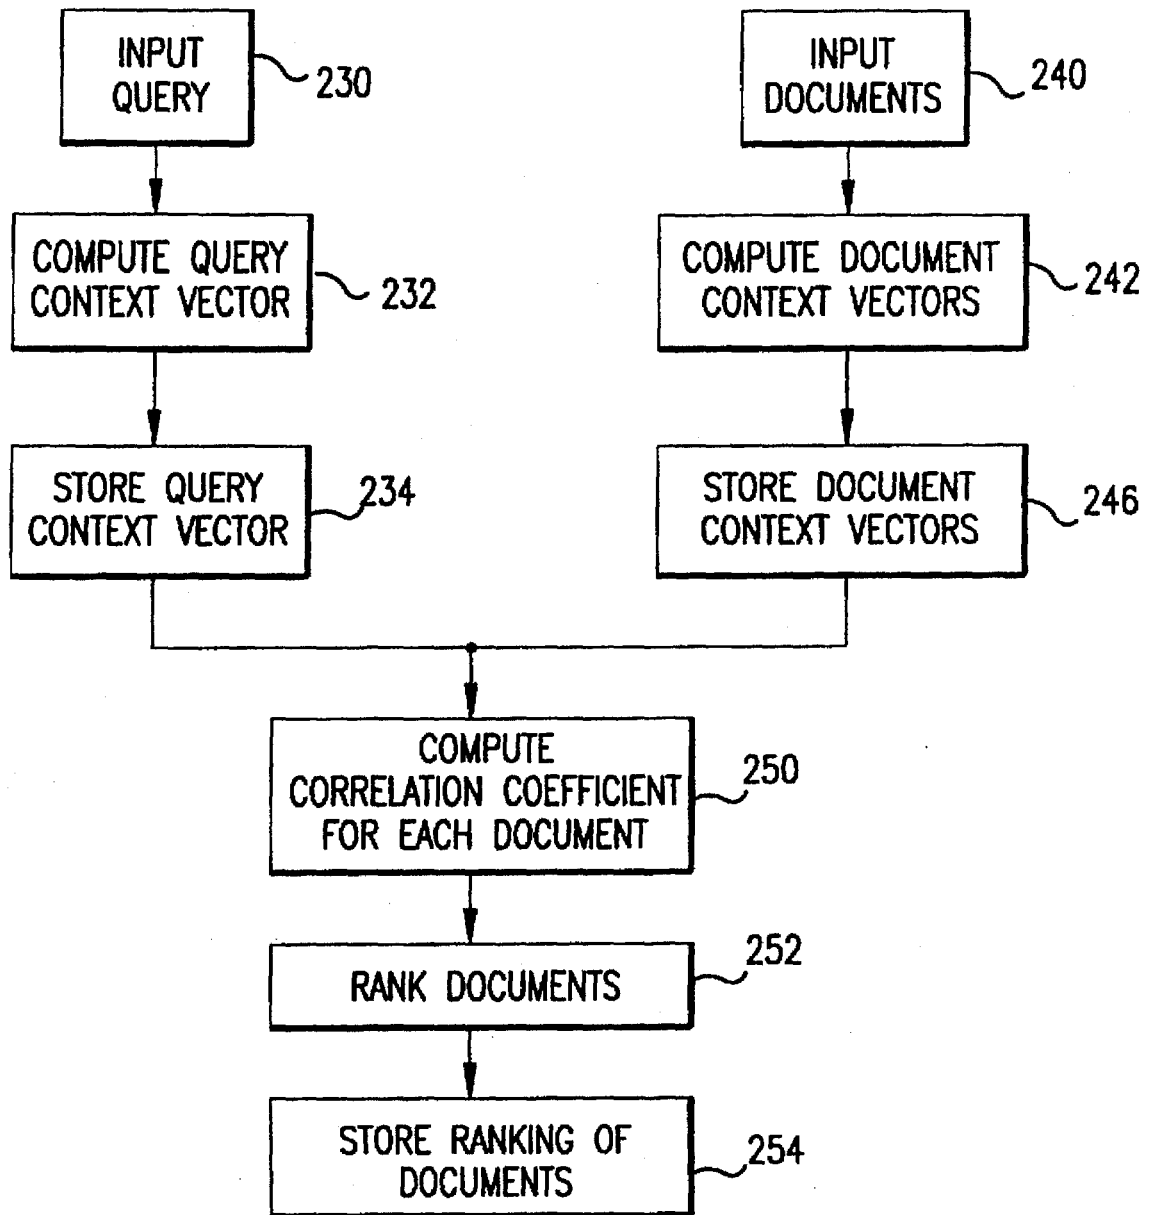 INPUT
QUERY
230
COMPUTE QUERY
CONTEXT VECTOR
232
STORE QUERY
CONTEXT VECTOR
234
INPUT
DOCUMENTS
240
COMPUTE DOCUMENT
CONTEXT VECTORS
242
STORE DOCUMENT
CONTEXT VECTORS
246
COMPUTE
CORRELATION COEFFICIENT
FOR EACH DOCUMENT
250
RANK DOCUMENTS
252
STORE RANKING OF
DOCUMENTS
254